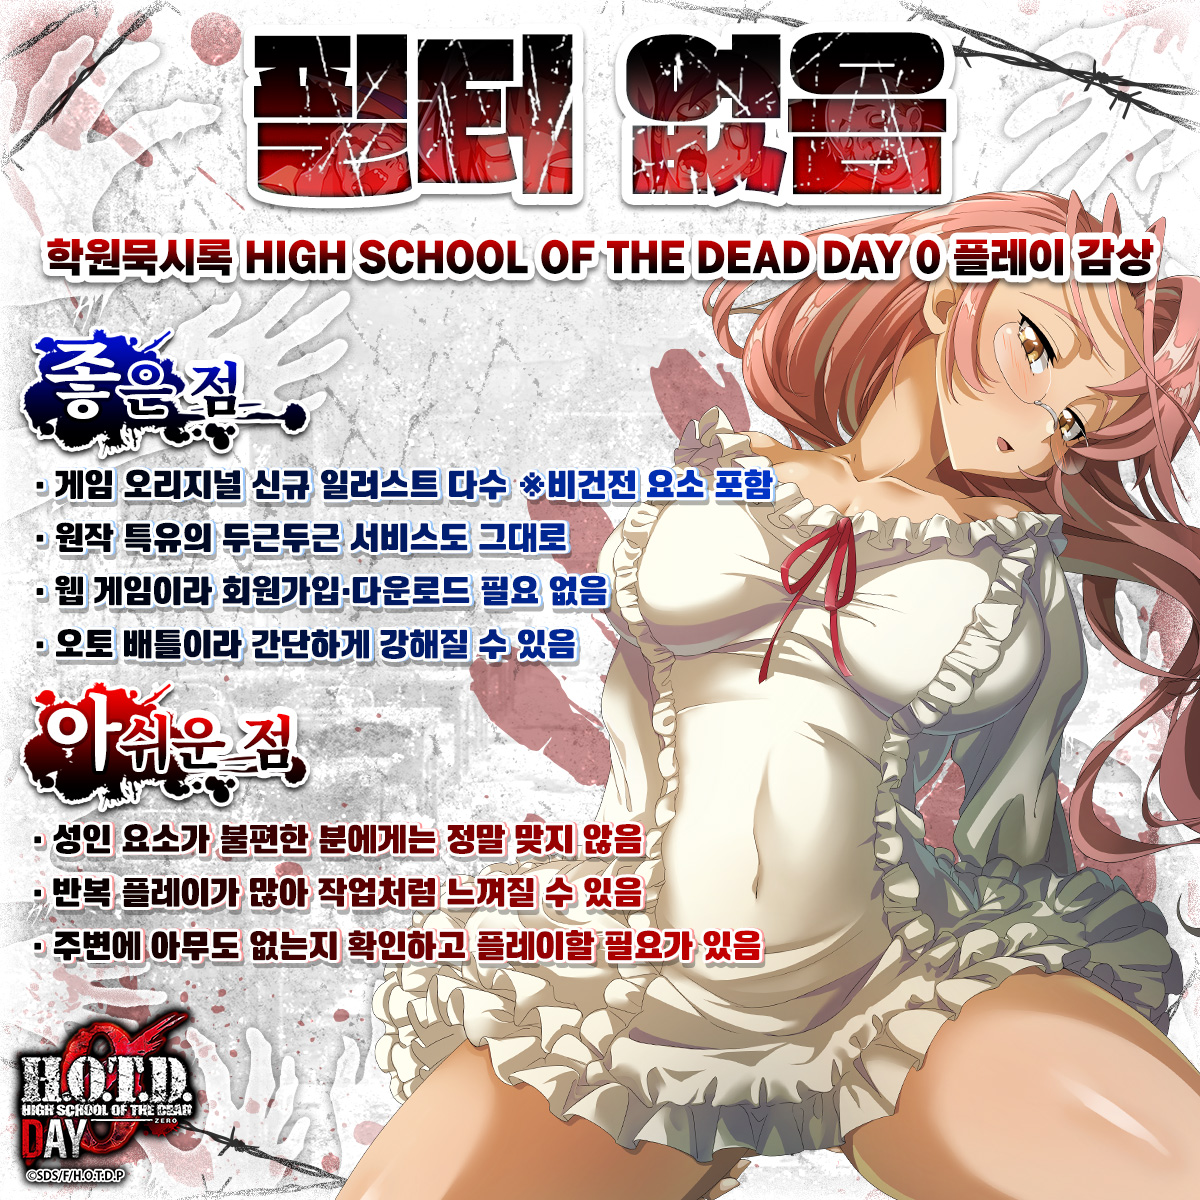 필터 없음
학원묵시록 HIGH SCHOOL OF THE DEAD DAY 0 플레이 감상
좋은 점
· 게임 오리지널 신규 일러스트 다수 ※비건전 요소 포함
· 원작 특유의 두근두근 서비스도 그대로
· 웹 게임이라 회원가입·다운로드 필요 없음
· 오토 배틀이라 간단하게 강해질 수 있음
아쉬운 점
· 성인 요소가 불편한 분에게는 정말 맞지 않음
· 반복 플레이가 많아 작업처럼 느껴질 수 있음
· 주변에 아무도 없는지 확인하고 플레이할 필요가 있음
H.O.T.D.
HIGH SCHOOL OF THE DEAD
DAY 0 ZERO
©SDS/F/H.O.T.D.P